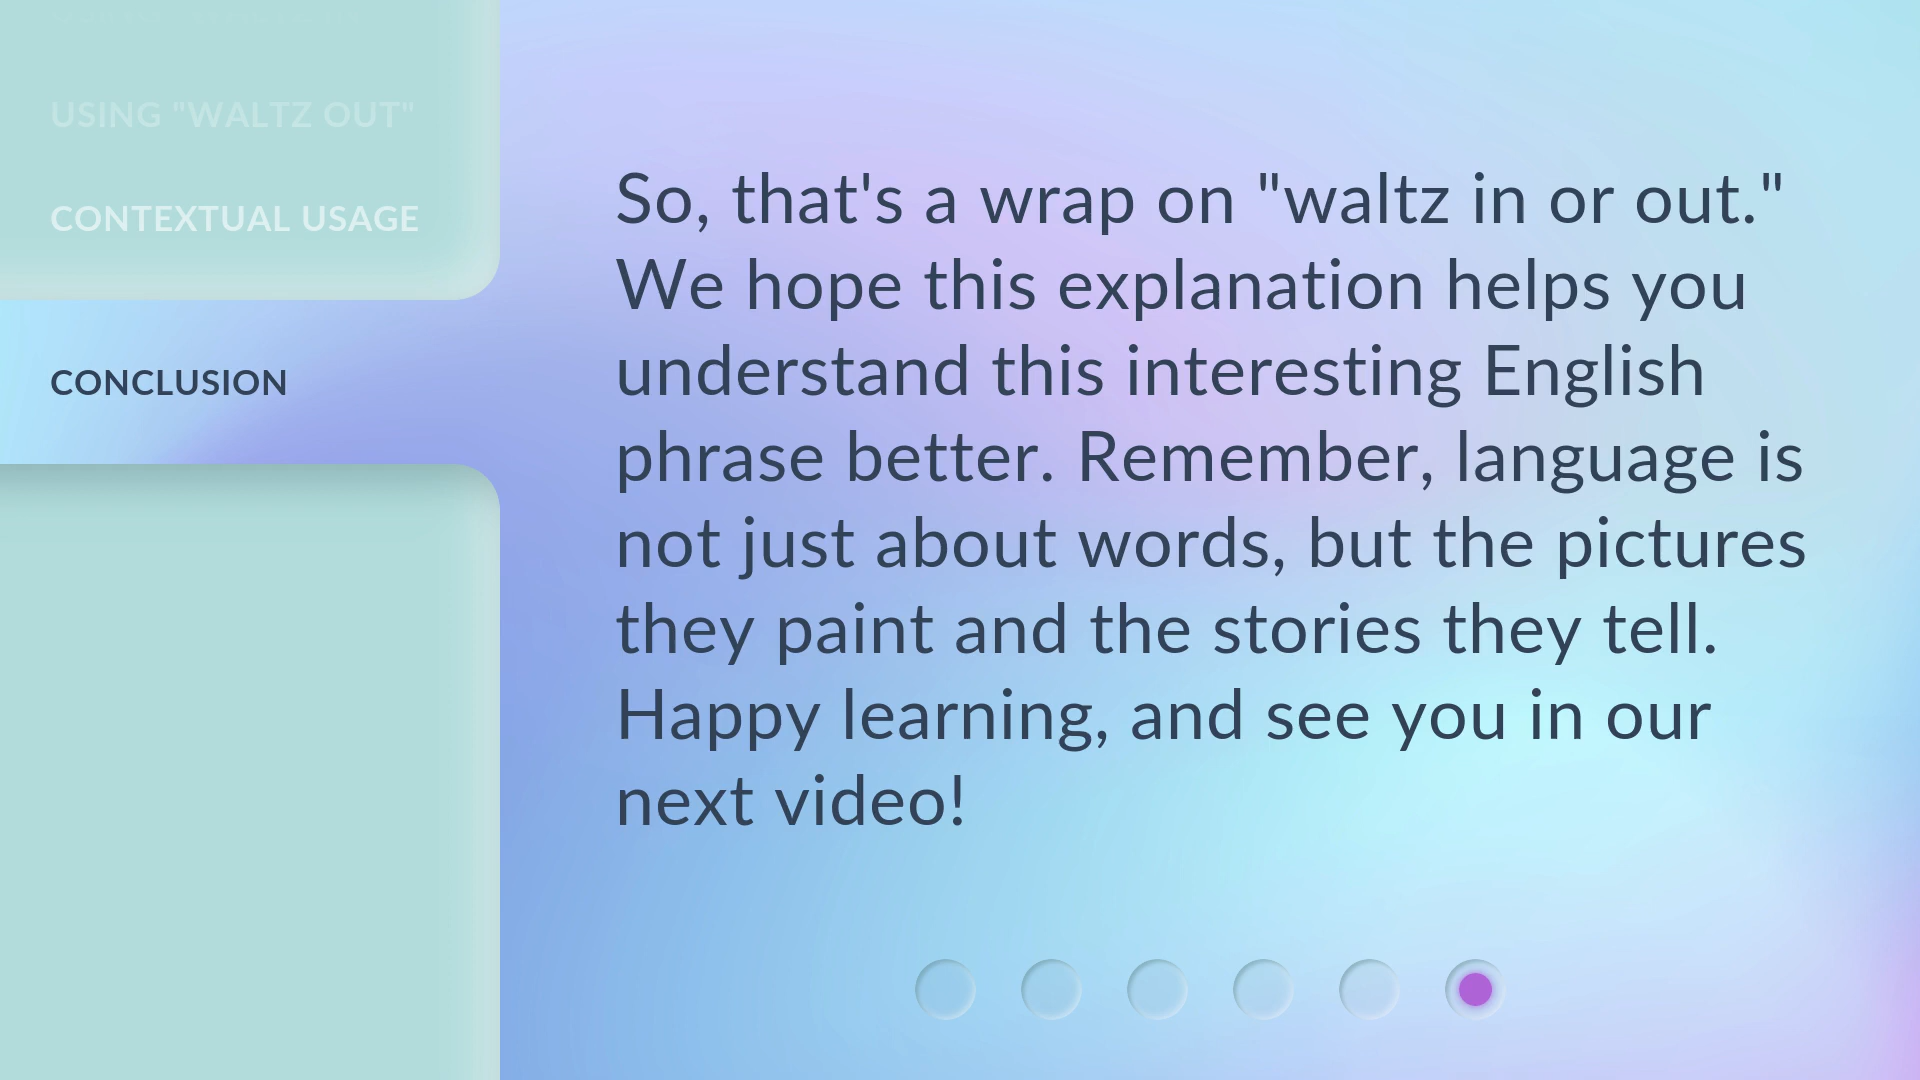 USING "WALTZ OUT"
CONTEXTUAL USAGE
CONCLUSION
So, that's a wrap on "waltz in or out."
We hope this explanation helps you
understand this interesting English
phrase better. Remember, language is
not just about words, but the pictures
they paint and the stories they tell.
Happy learning, and see you in our
next video!